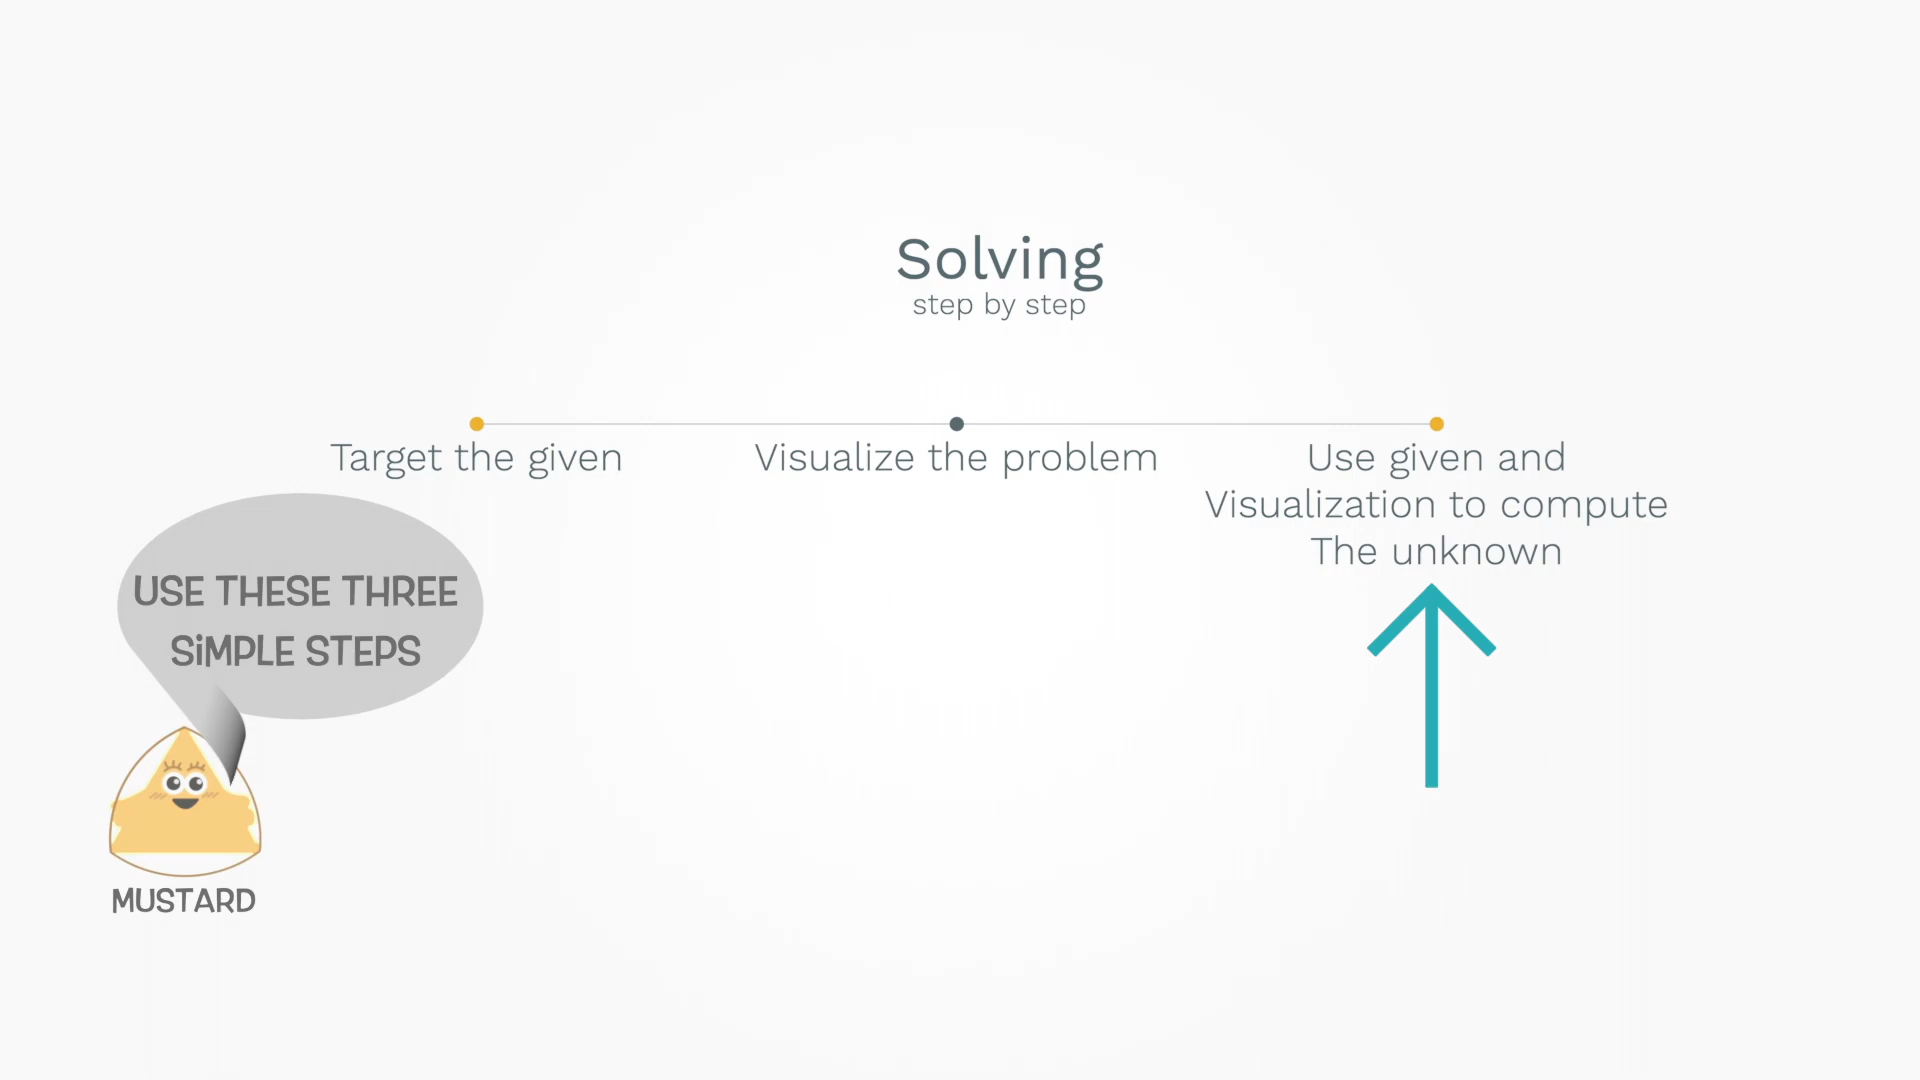 Solving
step by step
Target the given
Visualize the problem
Use given and
Visualization to compute
The unknown
USE THESE THREE
SiMPLE STEPS
MUSTARD